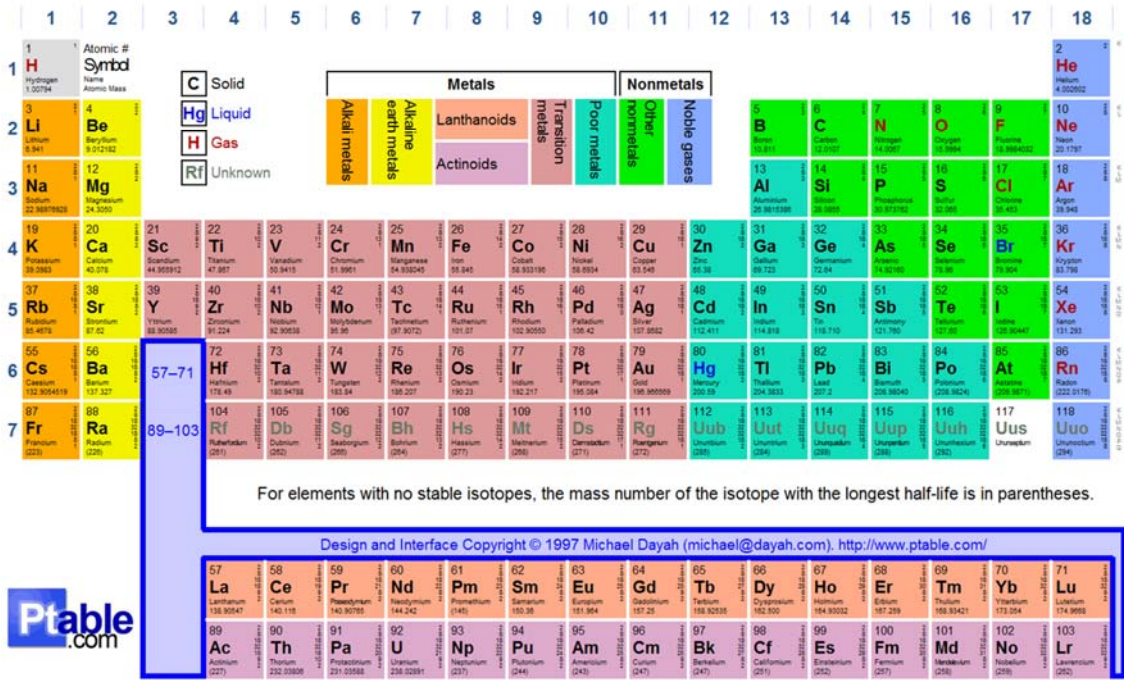 1 2 3 4 5 6 7 8 9 10 11 12 13 14 15 16 17 18
1 Atomic # 2
1 H Symbol He
Hydrogen Name Helium
1.00794 Atomic Mass 4.002602
C Solid
Hg Liquid
H Gas
Rf Unknown
Metals Nonmetals
Alkali metals
Alkaline earth metals
Lanthanoids
Actinoids
Transition metals
Poor metals
Other nonmetals
Noble gases
3 4 5 6 7 8 9 10
2 Li Be B C N O F Ne
Lithium Beryllium Boron Carbon Nitrogen Oxygen Fluorine Neon
6.941 9.012182 10.811 12.0107 14.0067 15.9994 18.9984032 20.1797
11 12 13 14 15 16 17 18
3 Na Mg Al Si P S Cl Ar
Sodium Magnesium Aluminium Silicon Phosphorus Sulfur Chlorine Argon
22.98976928 24.3050 26.9815386 28.0855 30.973762 32.065 35.453 39.948
19 20 21 22 23 24 25 26 27 28 29 30 31 32 33 34 35 36
4 K Ca Sc Ti V Cr Mn Fe Co Ni Cu Zn Ga Ge As Se Br Kr
Potassium Calcium Scandium Titanium Vanadium Chromium Manganese Iron Cobalt Nickel Copper Zinc Gallium Germanium Arsenic Selenium Bromine Krypton
39.0983 40.078 44.955912 47.867 50.9415 51.9961 54.938045 55.845 58.933195 58.6934 63.546 65.38 69.723 72.64 74.92160 78.96 79.904 83.798
37 38 39 40 41 42 43 44 45 46 47 48 49 50 51 52 53 54
5 Rb Sr Y Zr Nb Mo Tc Ru Rh Pd Ag Cd In Sn Sb Te I Xe
Rubidium Strontium Yttrium Zirconium Niobium Molybdenum Technetium Ruthenium Rhodium Palladium Silver Cadmium Indium Tin Antimony Tellurium Iodine Xenon
85.4678 87.62 88.90585 91.224 92.90638 95.96 (97.9072) 101.07 102.90550 106.42 107.8682 112.411 114.818 118.710 121.760 127.60 126.90447 131.293
55 56 72 73 74 75 76 77 78 79 80 81 82 83 84 85 86
6 Cs Ba 57–71 Hf Ta W Re Os Ir Pt Au Hg Tl Pb Bi Po At Rn
Caesium Barium Hafnium Tantalum Tungsten Rhenium Osmium Iridium Platinum Gold Mercury Thallium Lead Bismuth Polonium Astatine Radon
132.9054519 137.327 178.49 180.94788 183.84 186.207 190.23 192.217 195.084 196.966569 200.59 204.3833 207.2 208.98040 (208.9824) (209.9871) (222.0176)
87 88 104 105 106 107 108 109 110 111 112 113 114 115 116 117 118
7 Fr Ra 89–103 Rf Db Sg Bh Hs Mt Ds Rg Uub Uut Uuq Uup Uuh Uus Uuo
Francium Radium Rutherfordium Dubnium Seaborgium Bohrium Hassium Meitnerium Darmstadtium Roentgenium Ununbium Ununtrium Ununquadium Ununpentium Ununhexium Ununseptium Ununoctium
(223) (226) (261) (262) (266) (264) (277) (268) (271) (272) (285) (284) (289) (288) (292) (294)
For elements with no stable isotopes, the mass number of the isotope with the longest half-life is in parentheses.
Design and Interface Copyright © 1997 Michael Dayah (michael@dayah.com). http://www.ptable.com/
57 58 59 60 61 62 63 64 65 66 67 68 69 70 71
La Ce Pr Nd Pm Sm Eu Gd Tb Dy Ho Er Tm Yb Lu
Lanthanum Cerium Praseodymium Neodymium Promethium Samarium Europium Gadolinium Terbium Dysprosium Holmium Erbium Thulium Ytterbium Lutetium
138.90547 140.116 140.90765 144.242 (145) 150.36 151.964 157.25 158.92535 162.500 164.93032 167.259 168.93421 173.054 174.9668
89 90 91 92 93 94 95 96 97 98 99 100 101 102 103
Ac Th Pa U Np Pu Am Cm Bk Cf Es Fm Md No Lr
Actinium Thorium Protactinium Uranium Neptunium Plutonium Americium Curium Berkelium Californium Einsteinium Fermium Mendelevium Nobelium Lawrencium
(227) 232.03806 231.03588 238.02891 (237) (244) (243) (247) (247) (251) (252) (257) (258) (259) (262)
Ptable
.com